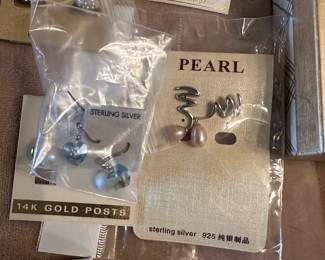 PEARL
STERLING SILVER
14K GOLD POSTS
sterling silver 925 纯银制品